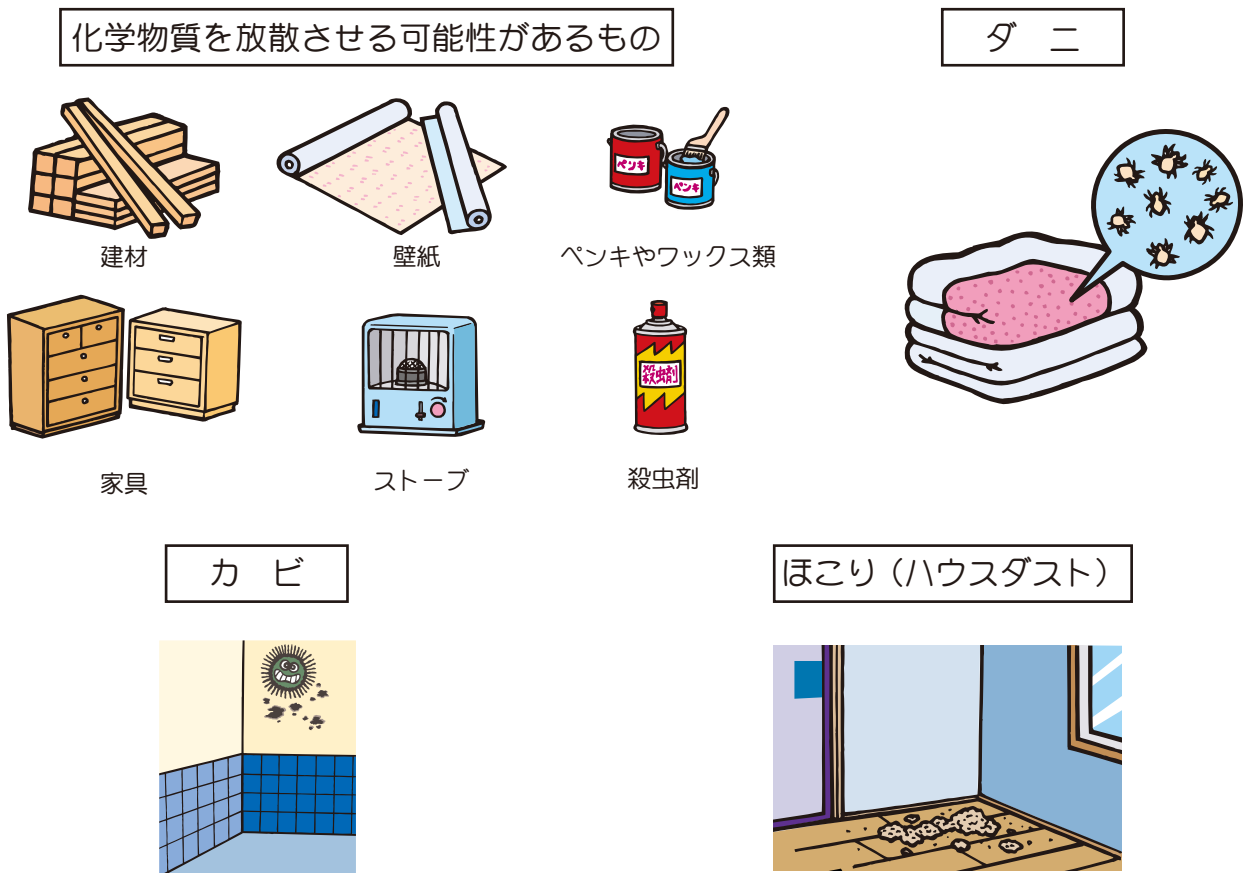 化学物質を放散させる可能性があるもの
ダ ニ
ペンキ
ペンキ
建材
壁紙
ペンキやワックス類
殺虫剤
家具
ストーブ
殺虫剤
カ ビ
ほこり（ハウスダスト）